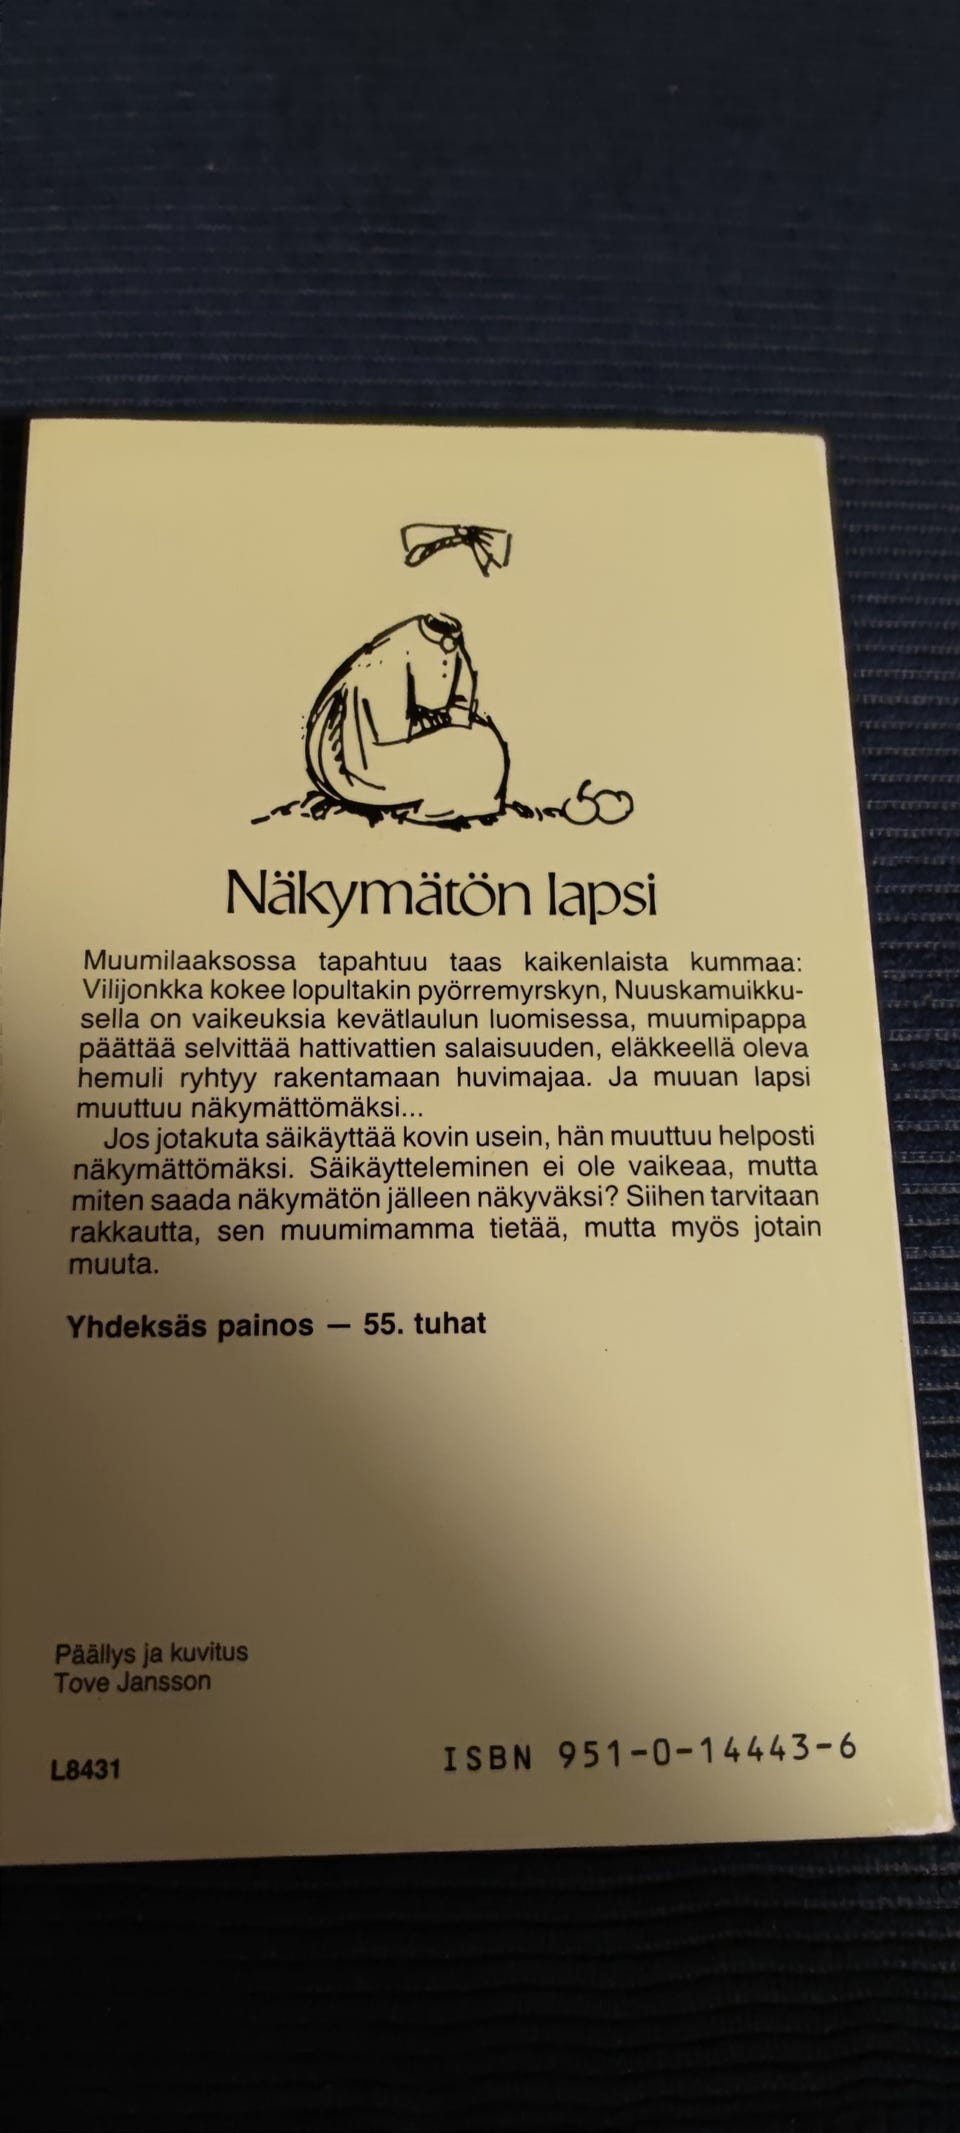 Näkymätön lapsi
Muumilaaksossa tapahtuu taas kaikenlaista kummaa:
Vilijonkka kokee lopultakin pyörremyrskyn, Nuuskamuikku-
sella on vaikeuksia kevätlaulun luomisessa, muumipappa
päättää selvittää hattivattien salaisuuden, eläkkeellä oleva
hemuli ryhtyy rakentamaan huvimajaa. Ja muuan lapsi
muuttuu näkymättömäksi...
Jos jotakuta säikäyttää kovin usein, hän muuttuu helposti
näkymättömäksi. Säikäytteleminen ei ole vaikeaa, mutta
miten saada näkymätön jälleen näkyväksi? Siihen tarvitaan
rakkautta, sen muumimamma tietää, mutta myös jotain
muuta.
Yhdeksäs painos — 55. tuhat
Päällys ja kuvitus
Tove Jansson
L8431
ISBN 951-0-14443-6